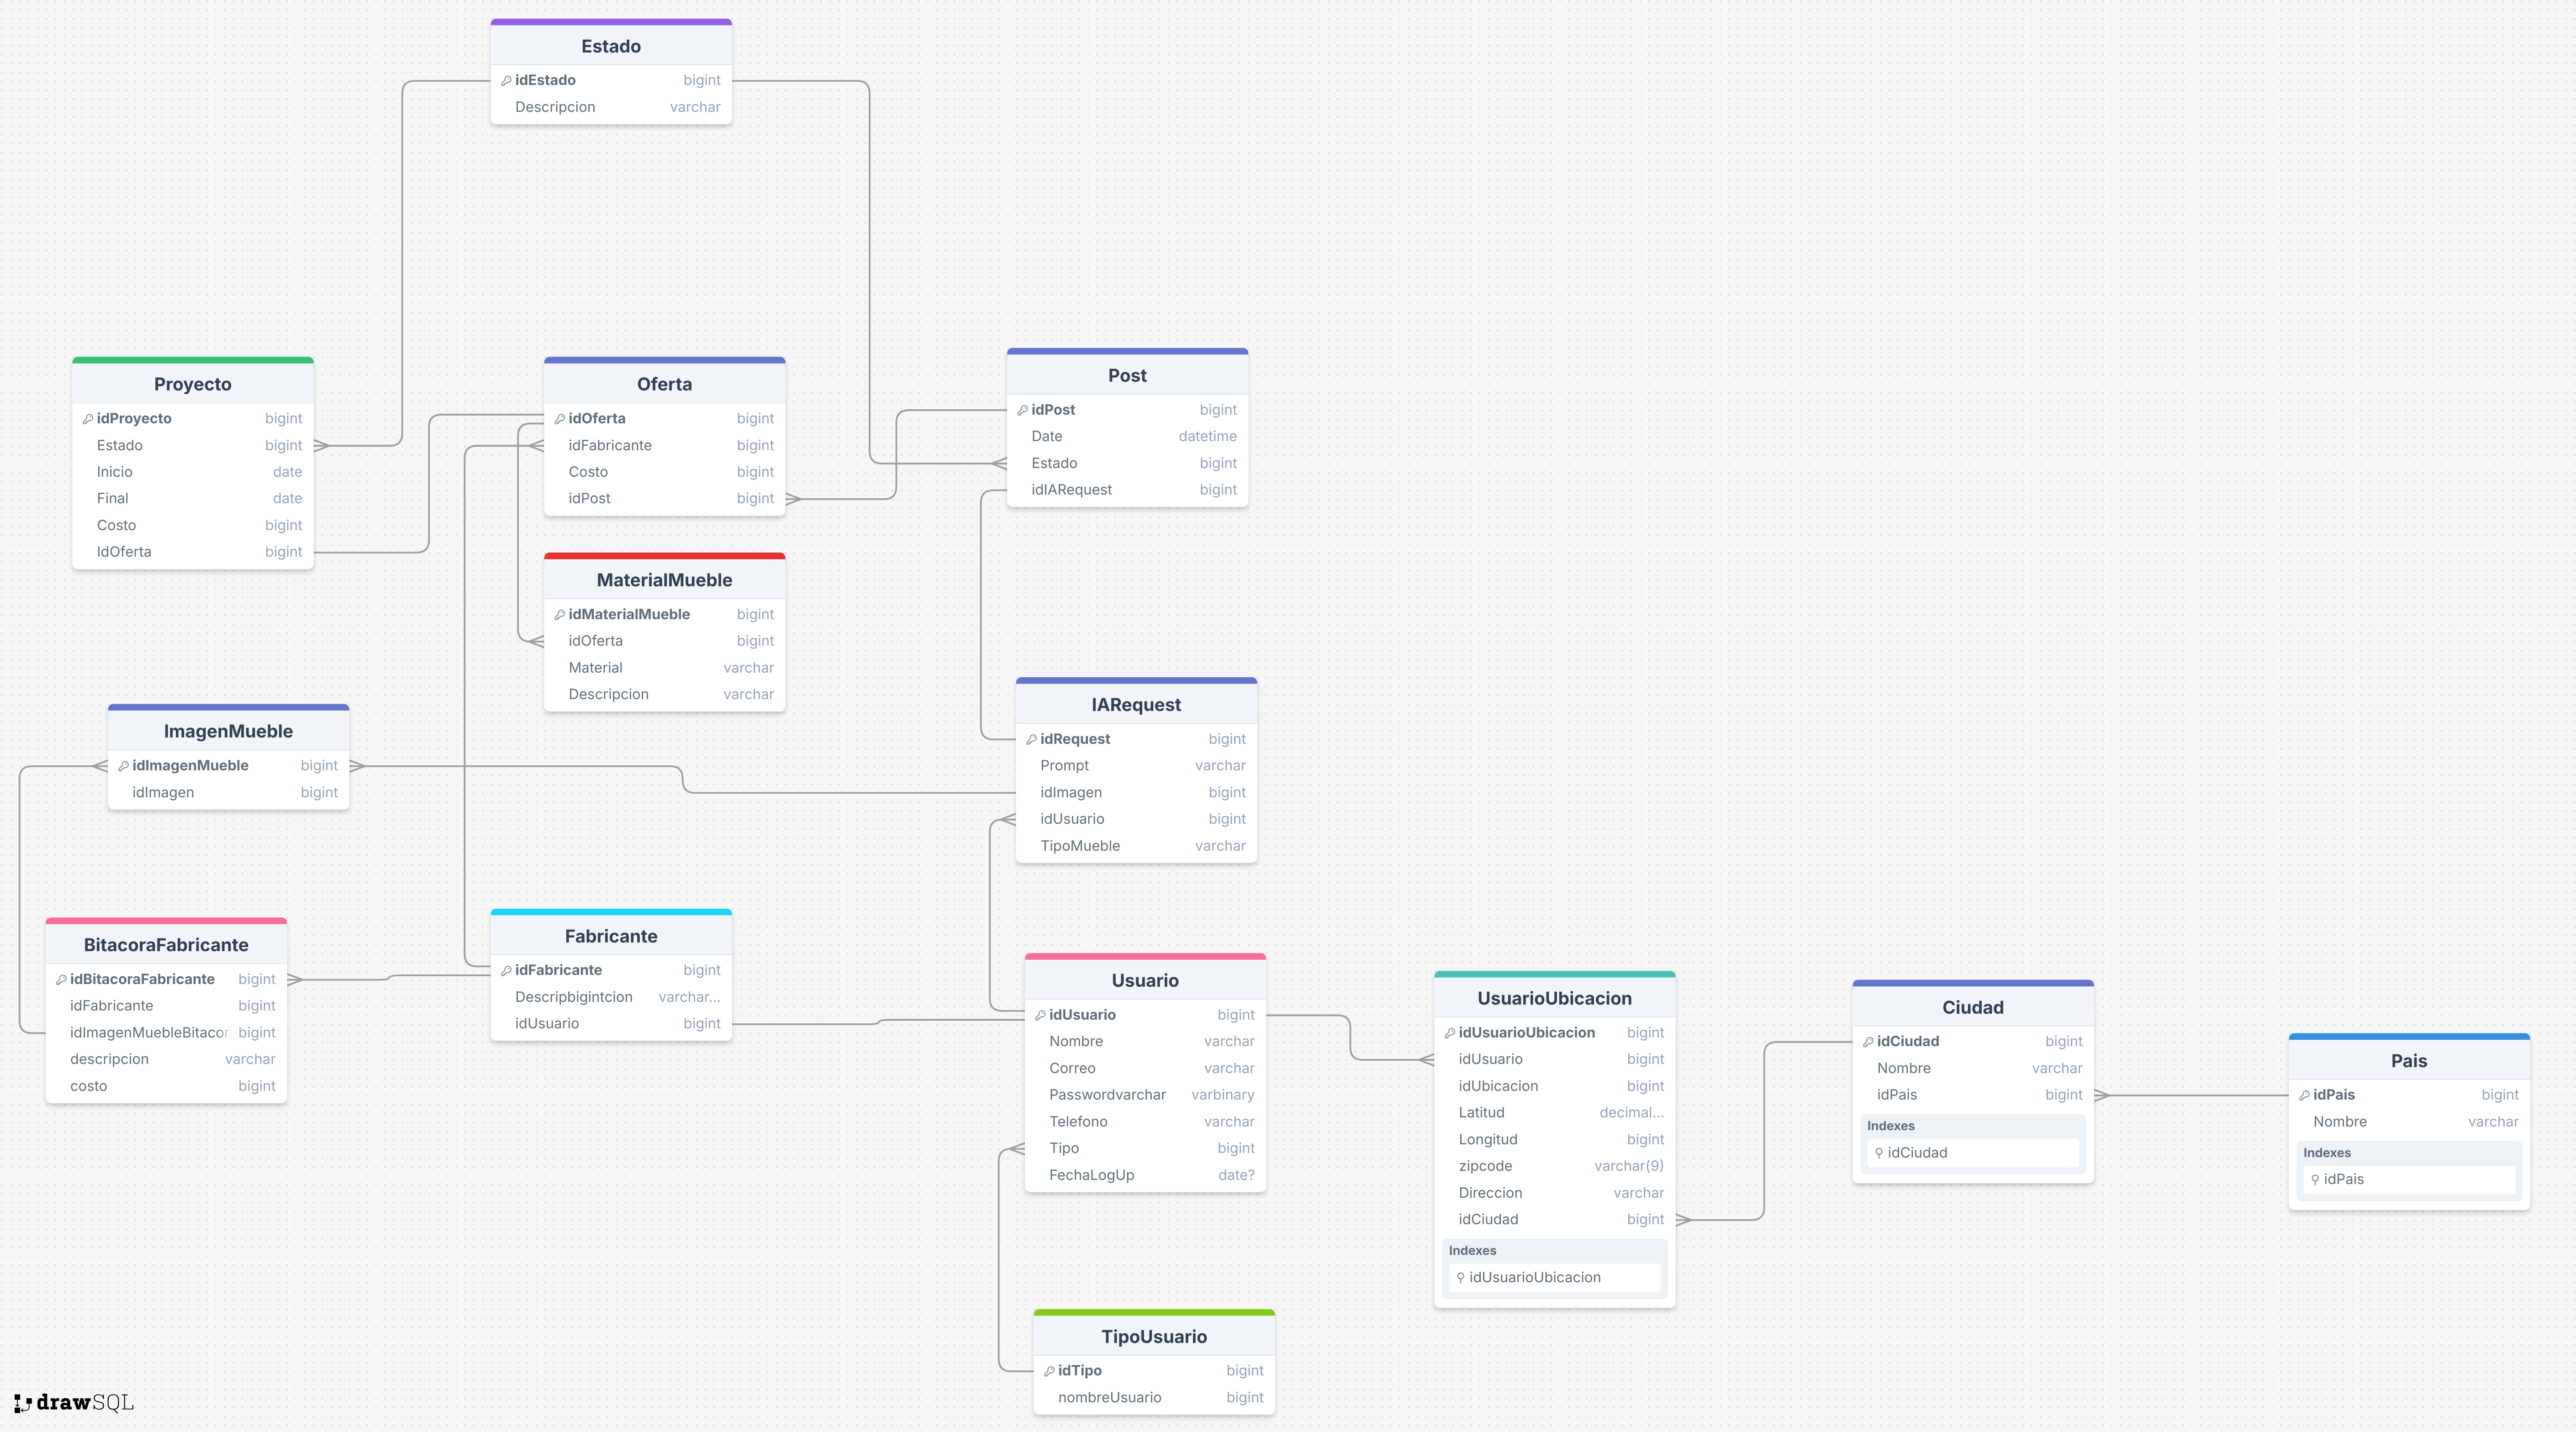 Estado
idEstado bigint
Descripcion varchar
Proyecto
idProyecto bigint
Estado bigint
Inicio date
Final date
Costo bigint
IdOferta bigint
Oferta
idOferta bigint
idFabricante bigint
Costo bigint
idPost bigint
Post
idPost bigint
Date datetime
Estado bigint
idIARequest bigint
MaterialMueble
idMaterialMueble bigint
idOferta bigint
Material varchar
Descripcion varchar
ImagenMueble
idImagenMueble bigint
idImagen bigint
IARequest
idRequest bigint
Prompt varchar
idImagen bigint
idUsuario bigint
TipoMueble varchar
BitacoraFabricante
idBitacoraFabricante bigint
idFabricante bigint
idImagenMuebleBitacor bigint
descripcion varchar
costo bigint
Fabricante
idFabricante bigint
Descripbigintcion varchar...
idUsuario bigint
Usuario
idUsuario bigint
Nombre varchar
Correo varchar
Passwordvarchar varbinary
Telefono varchar
Tipo bigint
FechaLogUp date?
UsuarioUbicacion
idUsuarioUbicacion bigint
idUsuario bigint
idUbicacion bigint
Latitud decimal...
Longitud bigint
zipcode varchar(9)
Direccion varchar
idCiudad bigint
Indexes
idUsuarioUbicacion
Ciudad
idCiudad bigint
Nombre varchar
idPais bigint
Indexes
idCiudad
Pais
idPais bigint
Nombre varchar
Indexes
idPais
TipoUsuario
idTipo bigint
nombreUsuario bigint
drawSQL